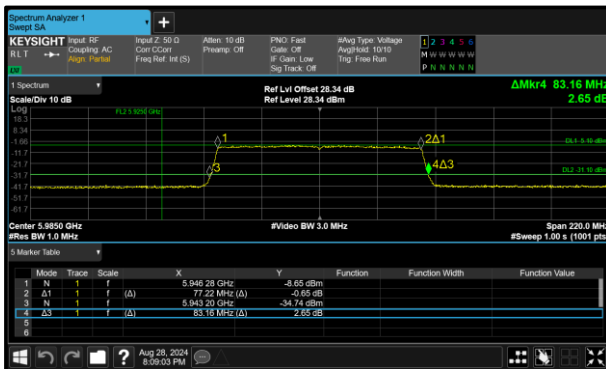 Spectrum Analyzer 1
Swept SA
KEYSIGHT
RLT
Input: RF
Coupling: AC
Align: Partial
Input Z: 50 Ω
Corr CCorr
Freq Ref: Int (S)
Atten: 10 dB
Preamp: Off
PNO: Fast
Gate: Off
IF Gain: Low
Sig Track: Off
#Avg Type: Voltage
Avg|Hold: 10/10
Trig: Free Run
1 2 3 4 5 6
M W W W W W
P N N N N N
1 Spectrum
Scale/Div 10 dB
Ref Lvl Offset 28.34 dB
Ref Level 28.34 dBm
ΔMkr4 83.16 MHz
2.65 dB
Log
18.3
8.34
-1.66
-11.7
-21.7
-31.7
-41.7
-51.7
-61.7
FL2 5.9250 GHz
1
2Δ1
3
4Δ3
DL1 -5.10 dBm
DL2 -31.10 dBm
Center 5.9850 GHz
#Res BW 1.0 MHz
#Video BW 3.0 MHz
Span 220.0 MHz
#Sweep 1.00 s (1001 pts)
5 Marker Table
Mode Trace Scale X Y Function Function Width Function Value
1 N 1 f 5.946 28 GHz -8.65 dBm
2 Δ1 1 f (Δ) 77.22 MHz (Δ) -0.65 dB
3 N 1 f 5.943 20 GHz -34.74 dBm
4 Δ3 1 f (Δ) 83.16 MHz (Δ) 2.65 dB
5
6
Aug 28, 2024
8:09:03 PM